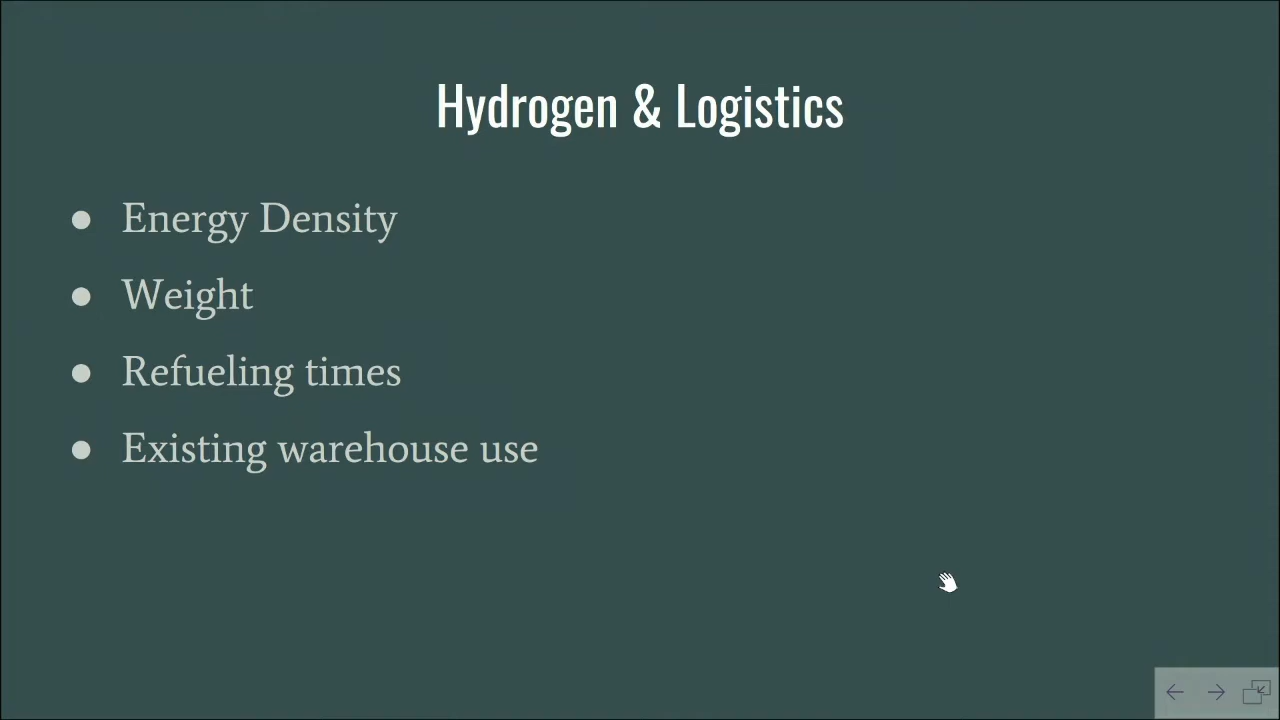 Hydrogen & Logistics
● Energy Density
● Weight
● Refueling times
● Existing warehouse use